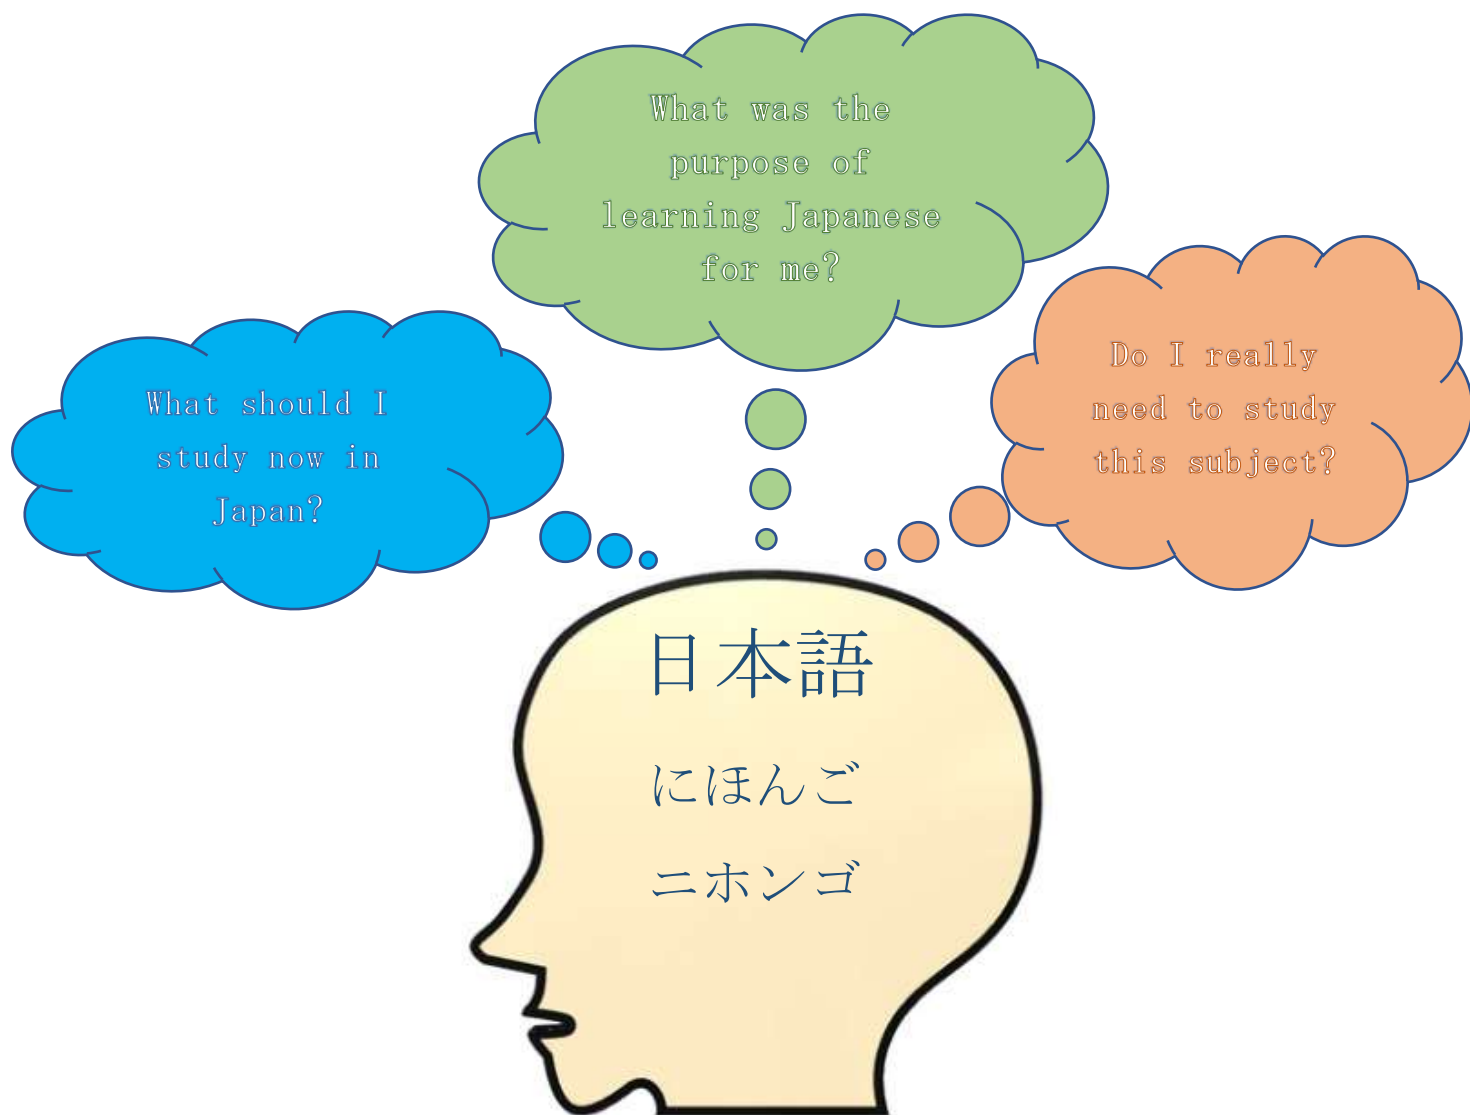 What was the
purpose of
learning Japanese
for me?
What should I
study now in
Japan?
Do I really
need to study
this subject?
日本語
にほんご
ニホンゴ